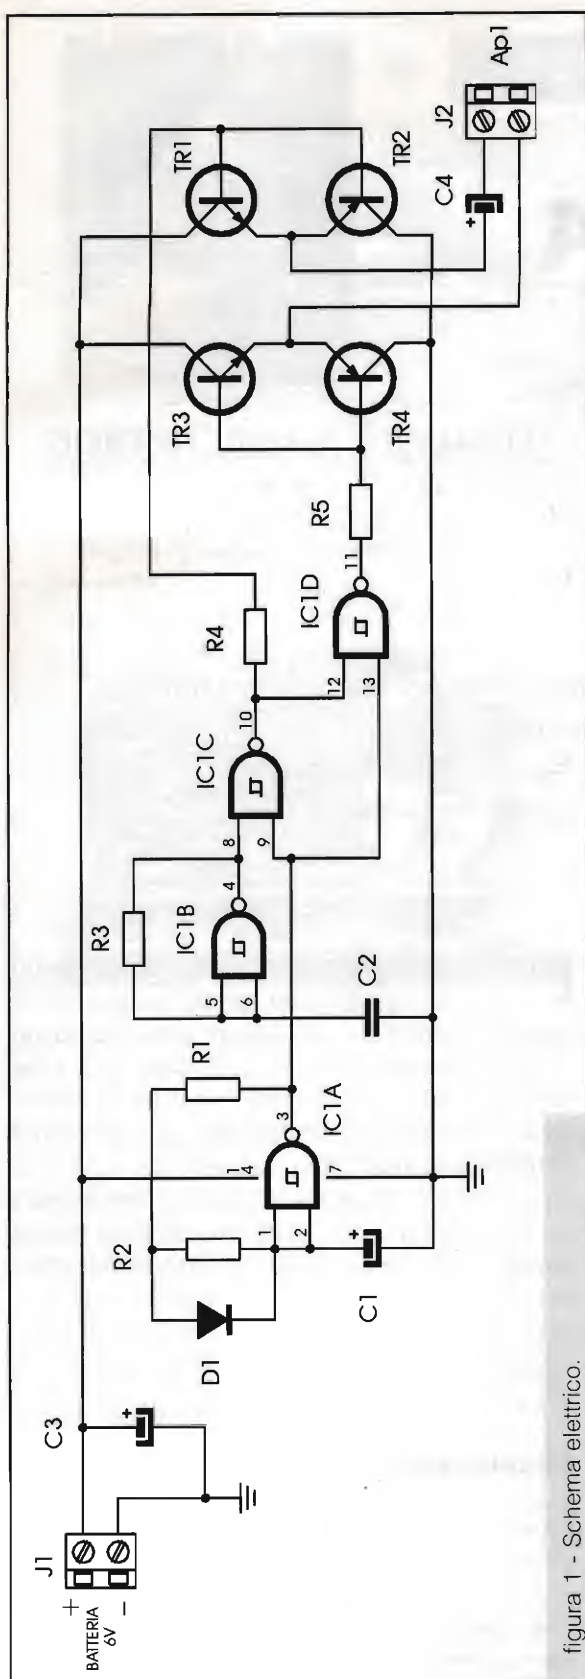 J1
+
BATTERIA
6V
−
C3
D1
R2
R1
1
2
3
1
4
7
IC1A
C1
R3
5
6
4
IC1B
C2
8
9
10
IC1C
R4
12
13
11
IC1D
R5
TR3
TR4
TR1
TR2
+
C4
J2
Ap1
+
+
figura 1 - Schema elettrico.